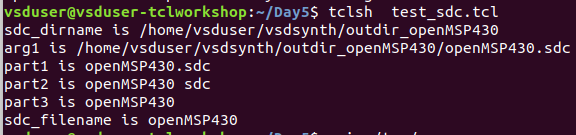 vsduser@vsduser-tclworkshop:~/Day5$ tclsh  test_sdc.tcl
sdc_dirname is /home/vsduser/vsdsynth/outdir_openMSP430
arg1 is /home/vsduser/vsdsynth/outdir_openMSP430/openMSP430.sdc
part1 is openMSP430.sdc
part2 is openMSP430 sdc
part3 is openMSP430
sdc_filename is openMSP430